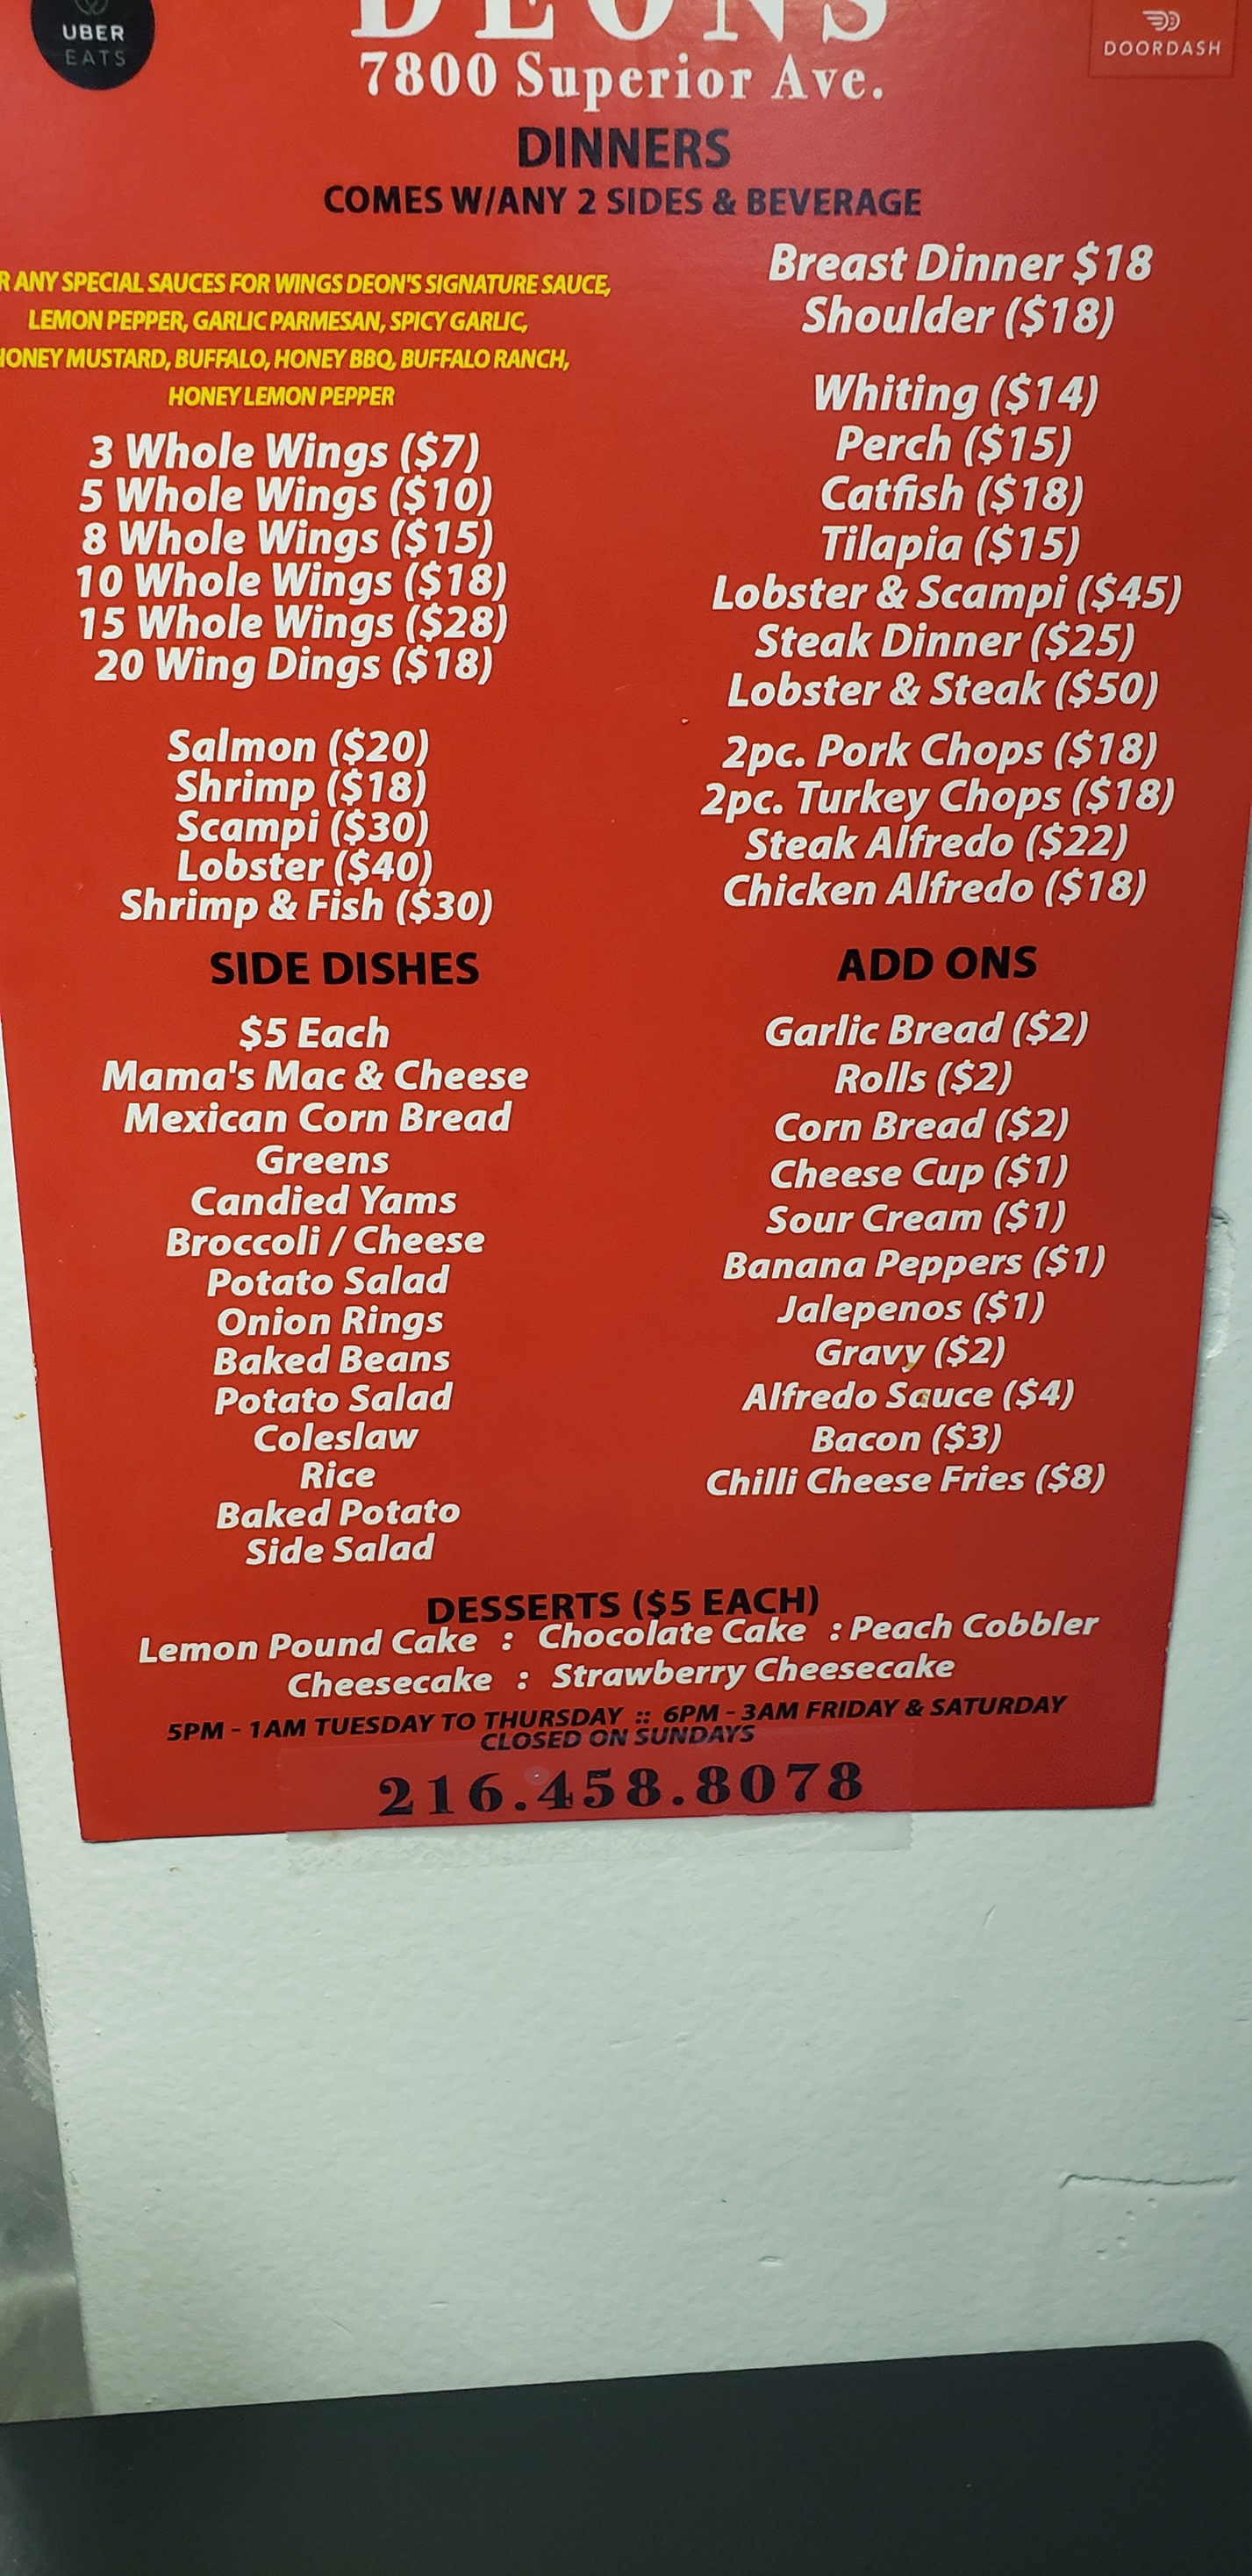 UBER
EATS
DEONS
DOORDASH
7800 Superior Ave.
DINNERS
COMES W/ANY 2 SIDES & BEVERAGE
R ANY SPECIAL SAUCES FOR WINGS DEON'S SIGNATURE SAUCE,
LEMON PEPPER, GARLIC PARMESAN, SPICY GARLIC,
HONEY MUSTARD, BUFFALO, HONEY BBQ, BUFFALO RANCH,
HONEY LEMON PEPPER
3 Whole Wings ($7)
5 Whole Wings ($10)
8 Whole Wings ($15)
10 Whole Wings ($18)
15 Whole Wings ($28)
20 Wing Dings ($18)
Salmon ($20)
Shrimp ($18)
Scampi ($30)
Lobster ($40)
Shrimp & Fish ($30)
Breast Dinner $18
Shoulder ($18)
Whiting ($14)
Perch ($15)
Catfish ($18)
Tilapia ($15)
Lobster & Scampi ($45)
Steak Dinner ($25)
Lobster & Steak ($50)
2pc. Pork Chops ($18)
2pc. Turkey Chops ($18)
Steak Alfredo ($22)
Chicken Alfredo ($18)
SIDE DISHES
$5 Each
Mama's Mac & Cheese
Mexican Corn Bread
Greens
Candied Yams
Broccoli / Cheese
Potato Salad
Onion Rings
Baked Beans
Potato Salad
Coleslaw
Rice
Baked Potato
Side Salad
ADD ONS
Garlic Bread ($2)
Rolls ($2)
Corn Bread ($2)
Cheese Cup ($1)
Sour Cream ($1)
Banana Peppers ($1)
Jalepenos ($1)
Gravy ($2)
Alfredo Sauce ($4)
Bacon ($3)
Chilli Cheese Fries ($8)
DESSERTS ($5 EACH)
Lemon Pound Cake : Chocolate Cake : Peach Cobbler
Cheesecake : Strawberry Cheesecake
5PM - 1AM TUESDAY TO THURSDAY :: 6PM - 3AM FRIDAY & SATURDAY
CLOSED ON SUNDAYS
216.458.8078